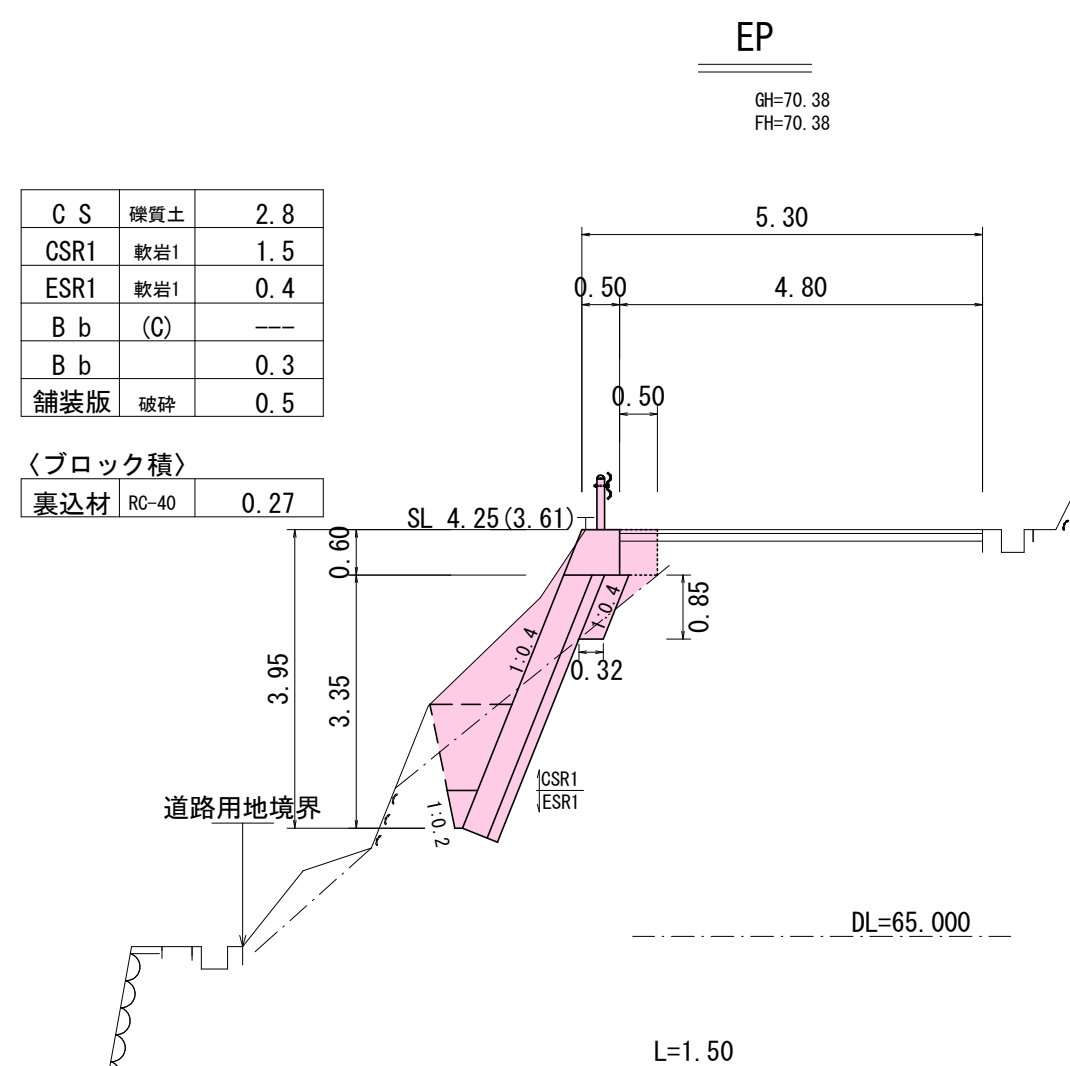 EP
GH=70.38
FH=70.38
C S 礫質土 2.8
CSR1 軟岩1 1.5
ESR1 軟岩1 0.4
B b (C) ---
B b 0.3
舗装版 破砕 0.5
〈ブロック積〉
裏込材 RC-40 0.27
5.30
0.50 4.80
0.50
SL 4.25(3.61)
0.60
3.95
3.35
1:0.4
1:0.4
0.85
0.32
CSR1
ESR1
1:0.2
道路用地境界
DL=65.000
L=1.50